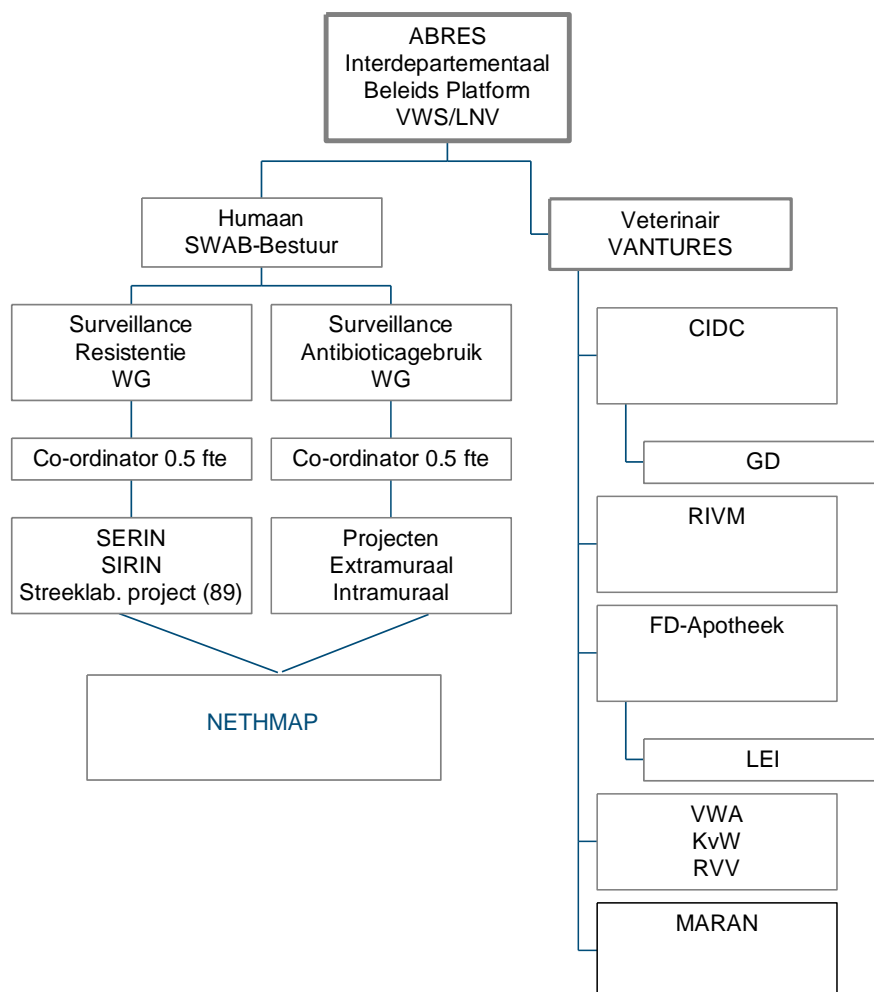 ABRES
Interdepartementaal
Beleids Platform
VWS/LNV
Humaan
SWAB-Bestuur
Veterinair
VANTURES
Surveillance
Resistentie
WG
Surveillance
Antibioticagebruik
WG
CIDC
Co-ordinator 0.5 fte
Co-ordinator 0.5 fte
GD
SERIN
SIRIN
Streeklab. project (89)
Projecten
Extramuraal
Intramuraal
RIVM
FD-Apotheek
NETHMAP
LEI
VWA
KvW
RVV
MARAN